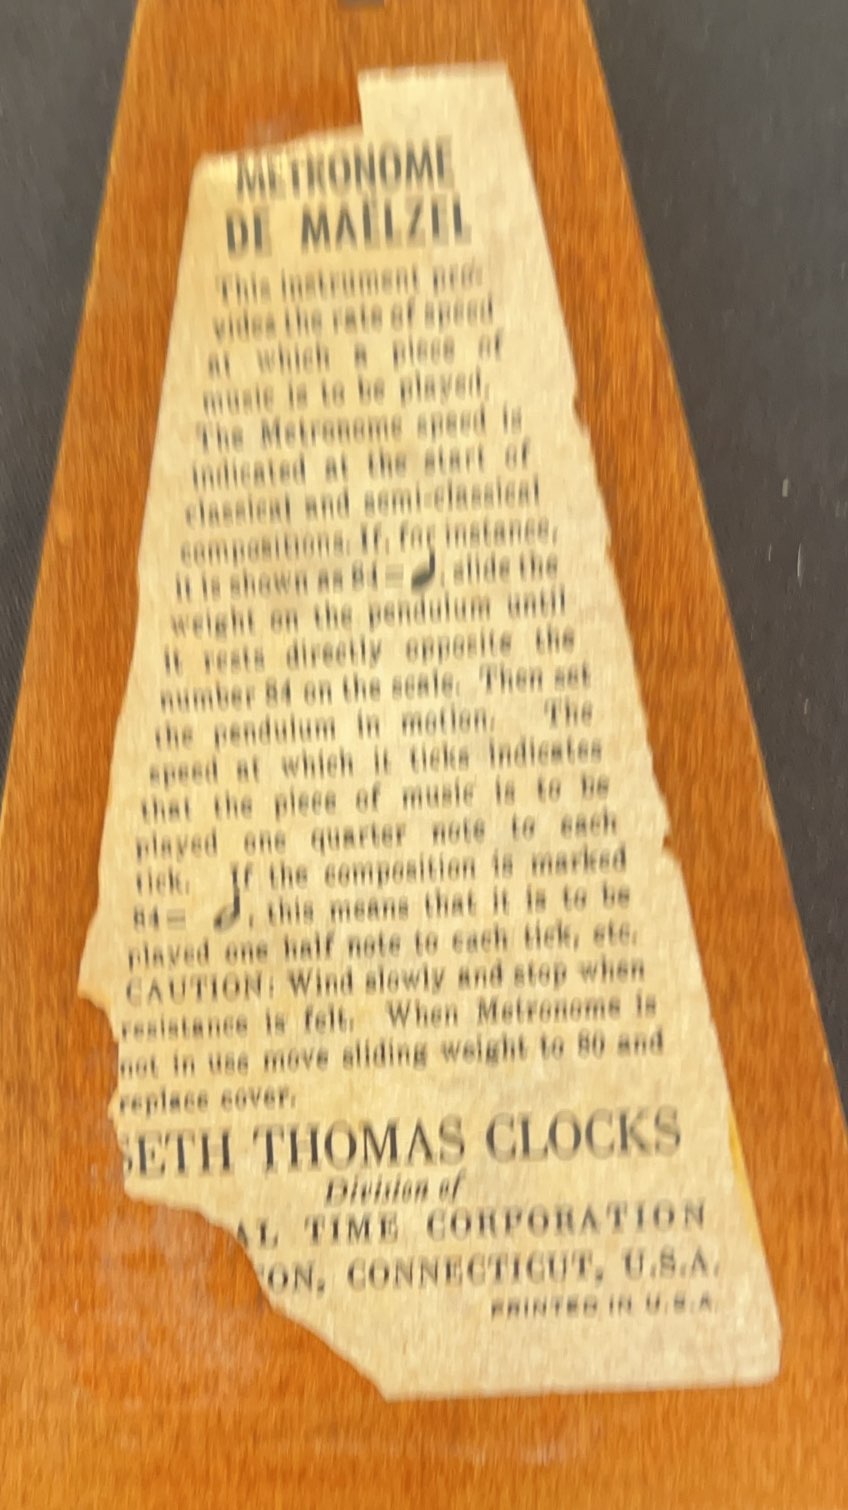 METRONOME
DE MAËLZEL
This instrument pro-
vides the rate of speed
at which a piece of
music is to be played.
The Metronome speed is
indicated at the start of
classical and semi-classical
compositions. If, for instance,
it is shown as 84=♩, slide the
weight on the pendulum until
it rests directly opposite the
number 84 on the scale. Then set
the pendulum in motion. The
speed at which it ticks indicates
that the piece of music is to be
played one quarter note to each
tick. If the composition is marked
84= 𝅗𝅥, this means that it is to be
played one half note to each tick, etc.
CAUTION: Wind slowly and stop when
resistance is felt. When Metronome is
not in use move sliding weight to 80 and
replace cover.
SETH THOMAS CLOCKS
Division of
AL TIME CORPORATION
ON, CONNECTICUT, U.S.A.
PRINTED IN U.S.A.